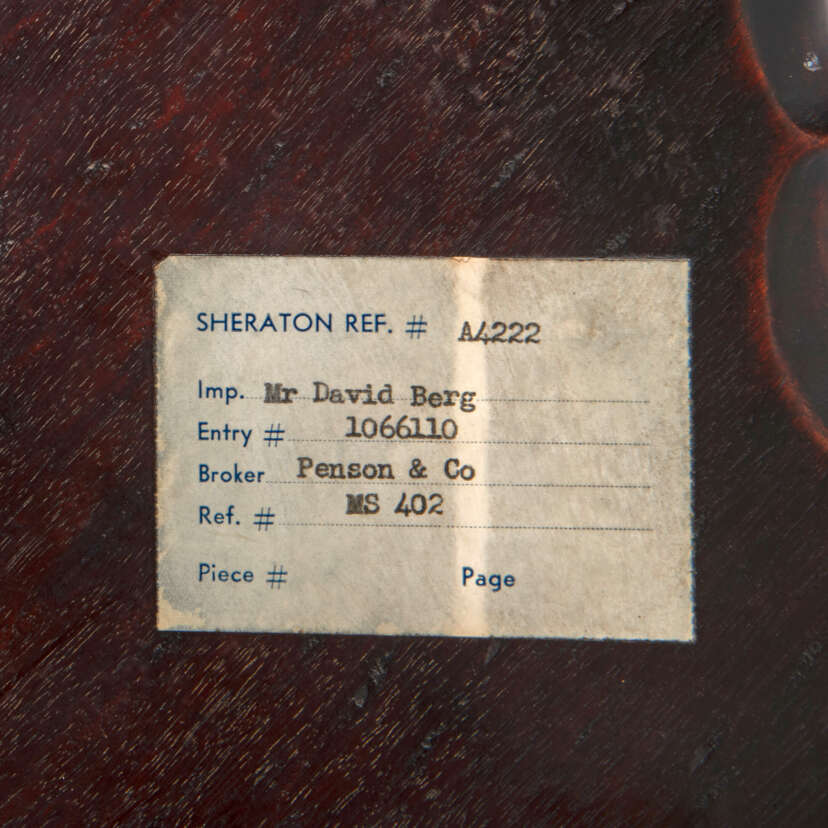 SHERATON REF. # A4222
Imp. Mr David Berg
Entry # 1066110
Broker Penson & Co
Ref. # MS 402
Piece # Page